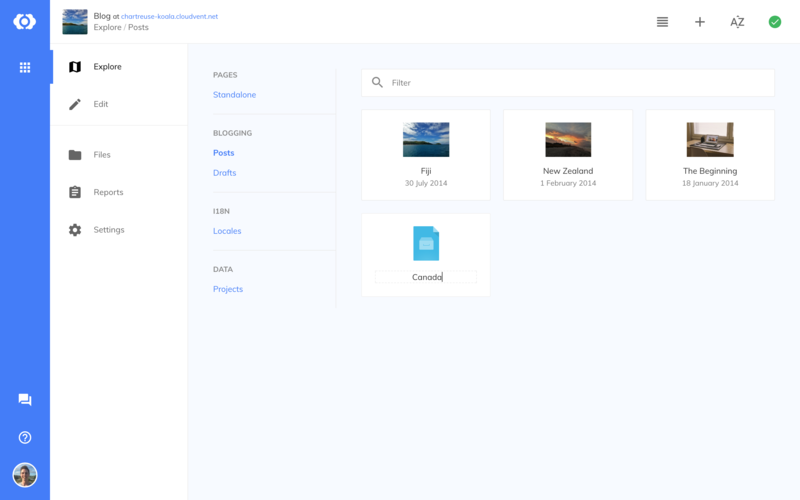 Blog at chartreuse-koala.cloudvent.net
Explore / Posts
AZ
Explore
Edit
Files
Reports
Settings
PAGES
Standalone
BLOGGING
Posts
Drafts
I18N
Locales
DATA
Projects
Filter
Fiji
30 July 2014
New Zealand
1 February 2014
The Beginning
18 January 2014
Canada